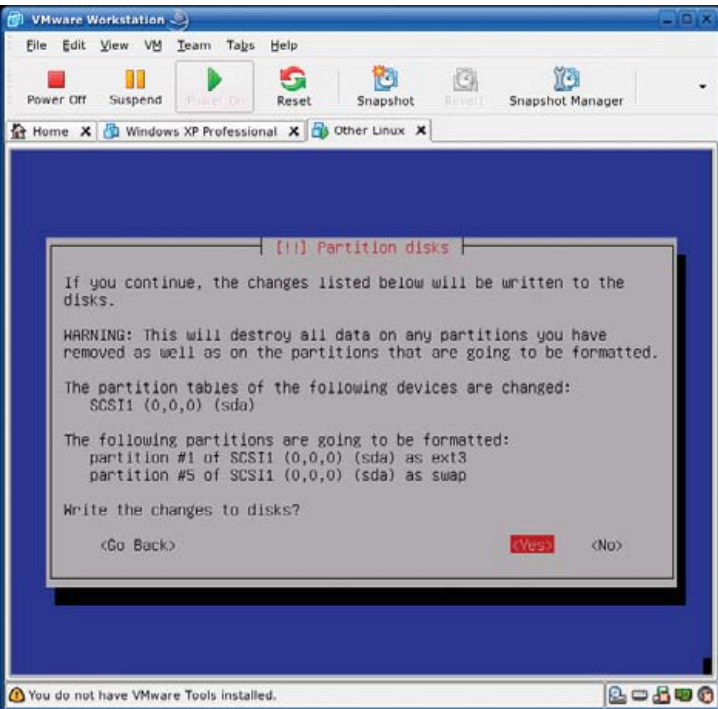 VMware Workstation
File Edit View VM Team Tabs Help
Power Off Suspend Power On Reset Snapshot Revert Snapshot Manager
Home Windows XP Professional Other Linux
[!!] Partition disks
If you continue, the changes listed below will be written to the
disks.
WARNING: This will destroy all data on any partitions you have
removed as well as on the partitions that are going to be formatted.
The partition tables of the following devices are changed:
SCSI1 (0,0,0) (sda)
The following partitions are going to be formatted:
partition #1 of SCSI1 (0,0,0) (sda) as ext3
partition #5 of SCSI1 (0,0,0) (sda) as swap
Write the changes to disks?
<Go Back> <Yes> <No>
You do not have VMware Tools installed.